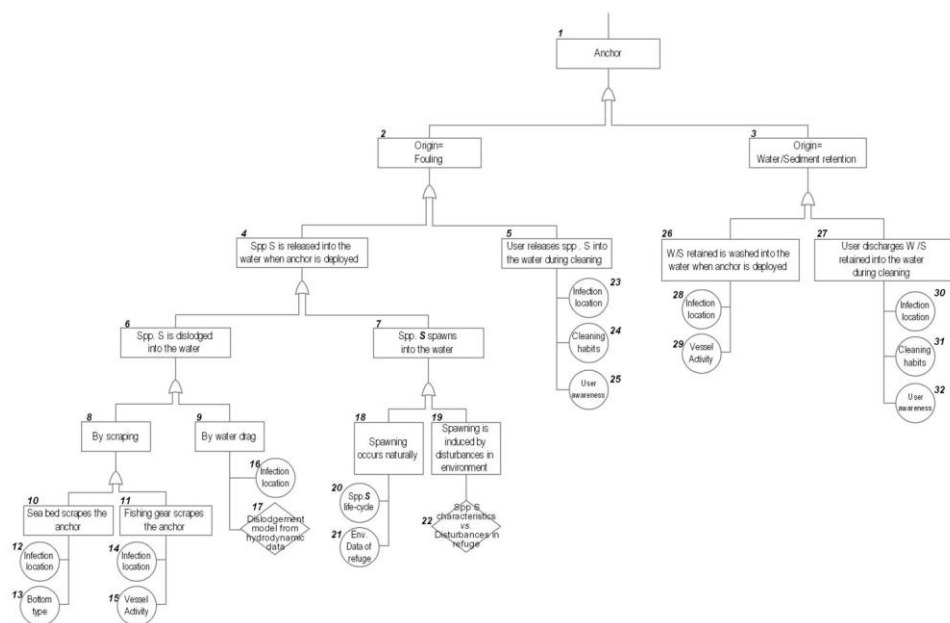 1
Anchor
2
Origin=
Fouling
3
Origin=
Water/Sediment retention
4
Spp S is released into the
water when anchor is deployed
5
User releases spp . S into
the water during cleaning
26
W/S retained is washed into the
water when anchor is deployed
27
User discharges W /S
retained into the water
during cleaning
23
Infection
location
24
Cleaning
habits
25
User
awareness
28
Infection
location
29
Vessel
Activity
30
Infection
location
31
Cleaning
habits
32
User
awareness
6
Spp. S is dislodged
into the water
7
Spp. S spawns
into the water
8
By scraping
9
By water drag
18
Spawning
occurs naturally
19
Spawning is
induced by
disturbances in
environment
16
Infection
location
17
Dislodgement
model from
hydrodynamic
data
20
Spp.S
life-cycle
21
Env.
Data of
refuge
22
Spp S
characteristics
vs.
Disturbances in
refuge
10
Sea bed scrapes the
anchor
11
Fishing gear scrapes
the anchor
12
Infection
location
13
Bottom
type
14
Infection
location
15
Vessel
Activity